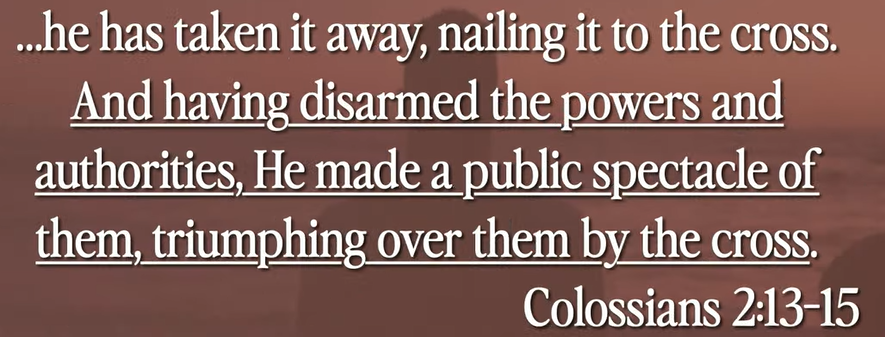 ...he has taken it away, nailing it to the cross.
And having disarmed the powers and
authorities, He made a public spectacle of
them, triumphing over them by the cross.
Colossians 2:13-15